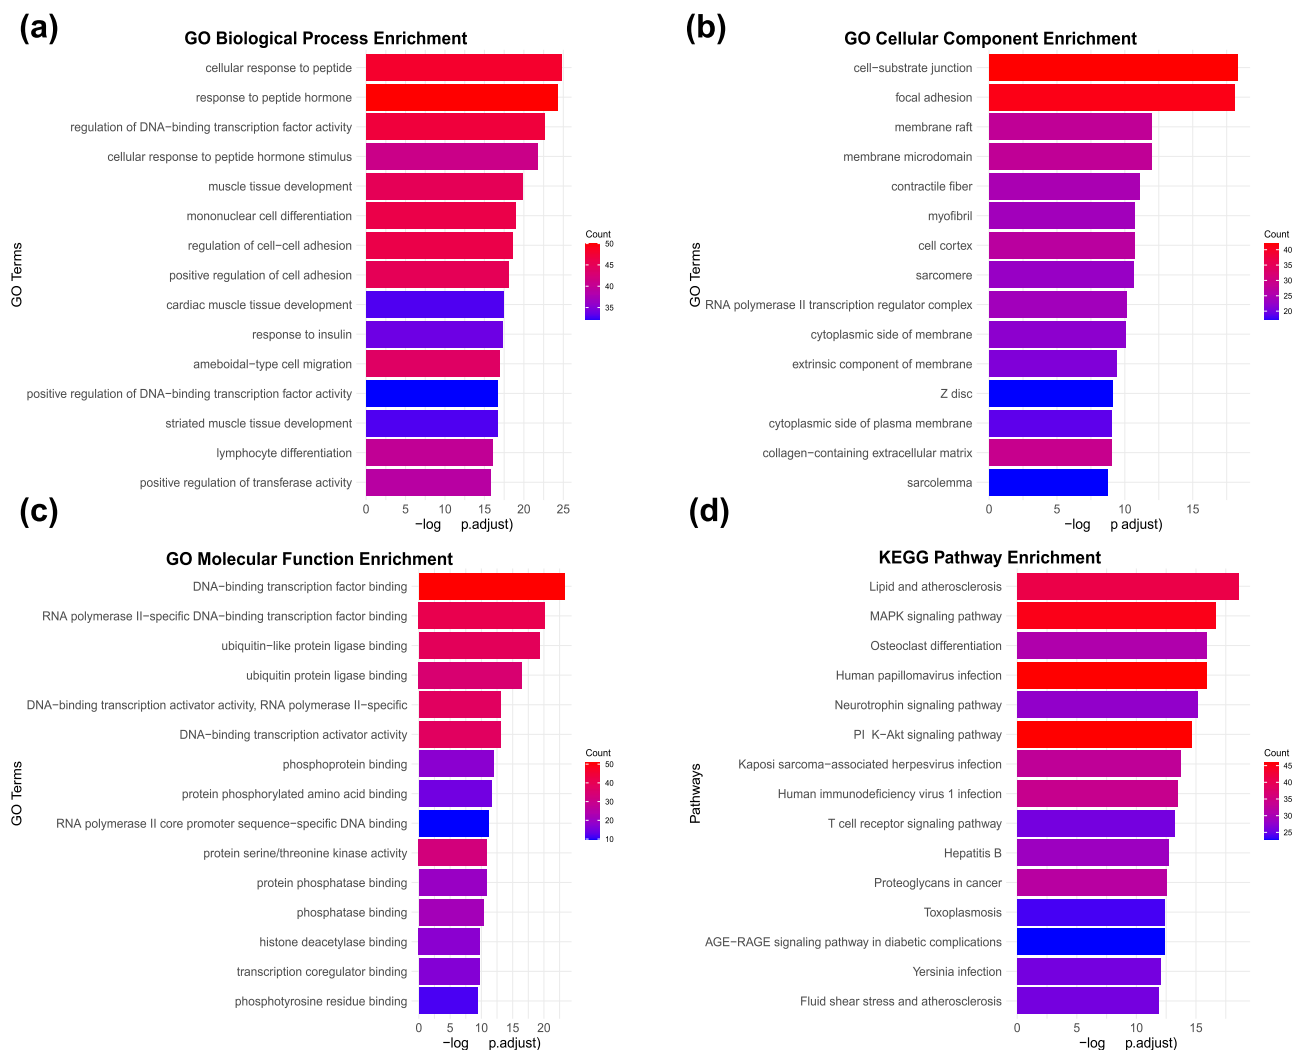 (a)
GO Biological Process Enrichment
cellular response to peptide
response to peptide hormone
regulation of DNA−binding transcription factor activity
cellular response to peptide hormone stimulus
muscle tissue development
mononuclear cell differentiation
regulation of cell−cell adhesion
positive regulation of cell adhesion
cardiac muscle tissue development
response to insulin
ameboidal−type cell migration
positive regulation of DNA−binding transcription factor activity
striated muscle tissue development
lymphocyte differentiation
positive regulation of transferase activity
GO Terms
0 5 10 15 20 25
−log p.adjust)
Count
50
45
40
35
(b)
GO Cellular Component Enrichment
cell−substrate junction
focal adhesion
membrane raft
membrane microdomain
contractile fiber
myofibril
cell cortex
sarcomere
RNA polymerase II transcription regulator complex
cytoplasmic side of membrane
extrinsic component of membrane
Z disc
cytoplasmic side of plasma membrane
collagen−containing extracellular matrix
sarcolemma
GO Terms
0 5 10 15
−log p adjust)
Count
40
30
20
(c)
GO Molecular Function Enrichment
DNA−binding transcription factor binding
RNA polymerase II−specific DNA−binding transcription factor binding
ubiquitin−like protein ligase binding
ubiquitin protein ligase binding
DNA−binding transcription activator activity, RNA polymerase II−specific
DNA−binding transcription activator activity
phosphoprotein binding
protein phosphorylated amino acid binding
RNA polymerase II core promoter sequence−specific DNA binding
protein serine/threonine kinase activity
protein phosphatase binding
phosphatase binding
histone deacetylase binding
transcription coregulator binding
phosphotyrosine residue binding
GO Terms
0 5 10 15 20
−log p.adjust)
Count
50
40
30
20
10
(d)
KEGG Pathway Enrichment
Lipid and atherosclerosis
MAPK signaling pathway
Osteoclast differentiation
Human papillomavirus infection
Neurotrophin signaling pathway
PI K−Akt signaling pathway
Kaposi sarcoma−associated herpesvirus infection
Human immunodeficiency virus 1 infection
T cell receptor signaling pathway
Hepatitis B
Proteoglycans in cancer
Toxoplasmosis
AGE−RAGE signaling pathway in diabetic complications
Yersinia infection
Fluid shear stress and atherosclerosis
Pathways
0 5 10 15
−log p.adjust)
Count
45
40
35
30
25